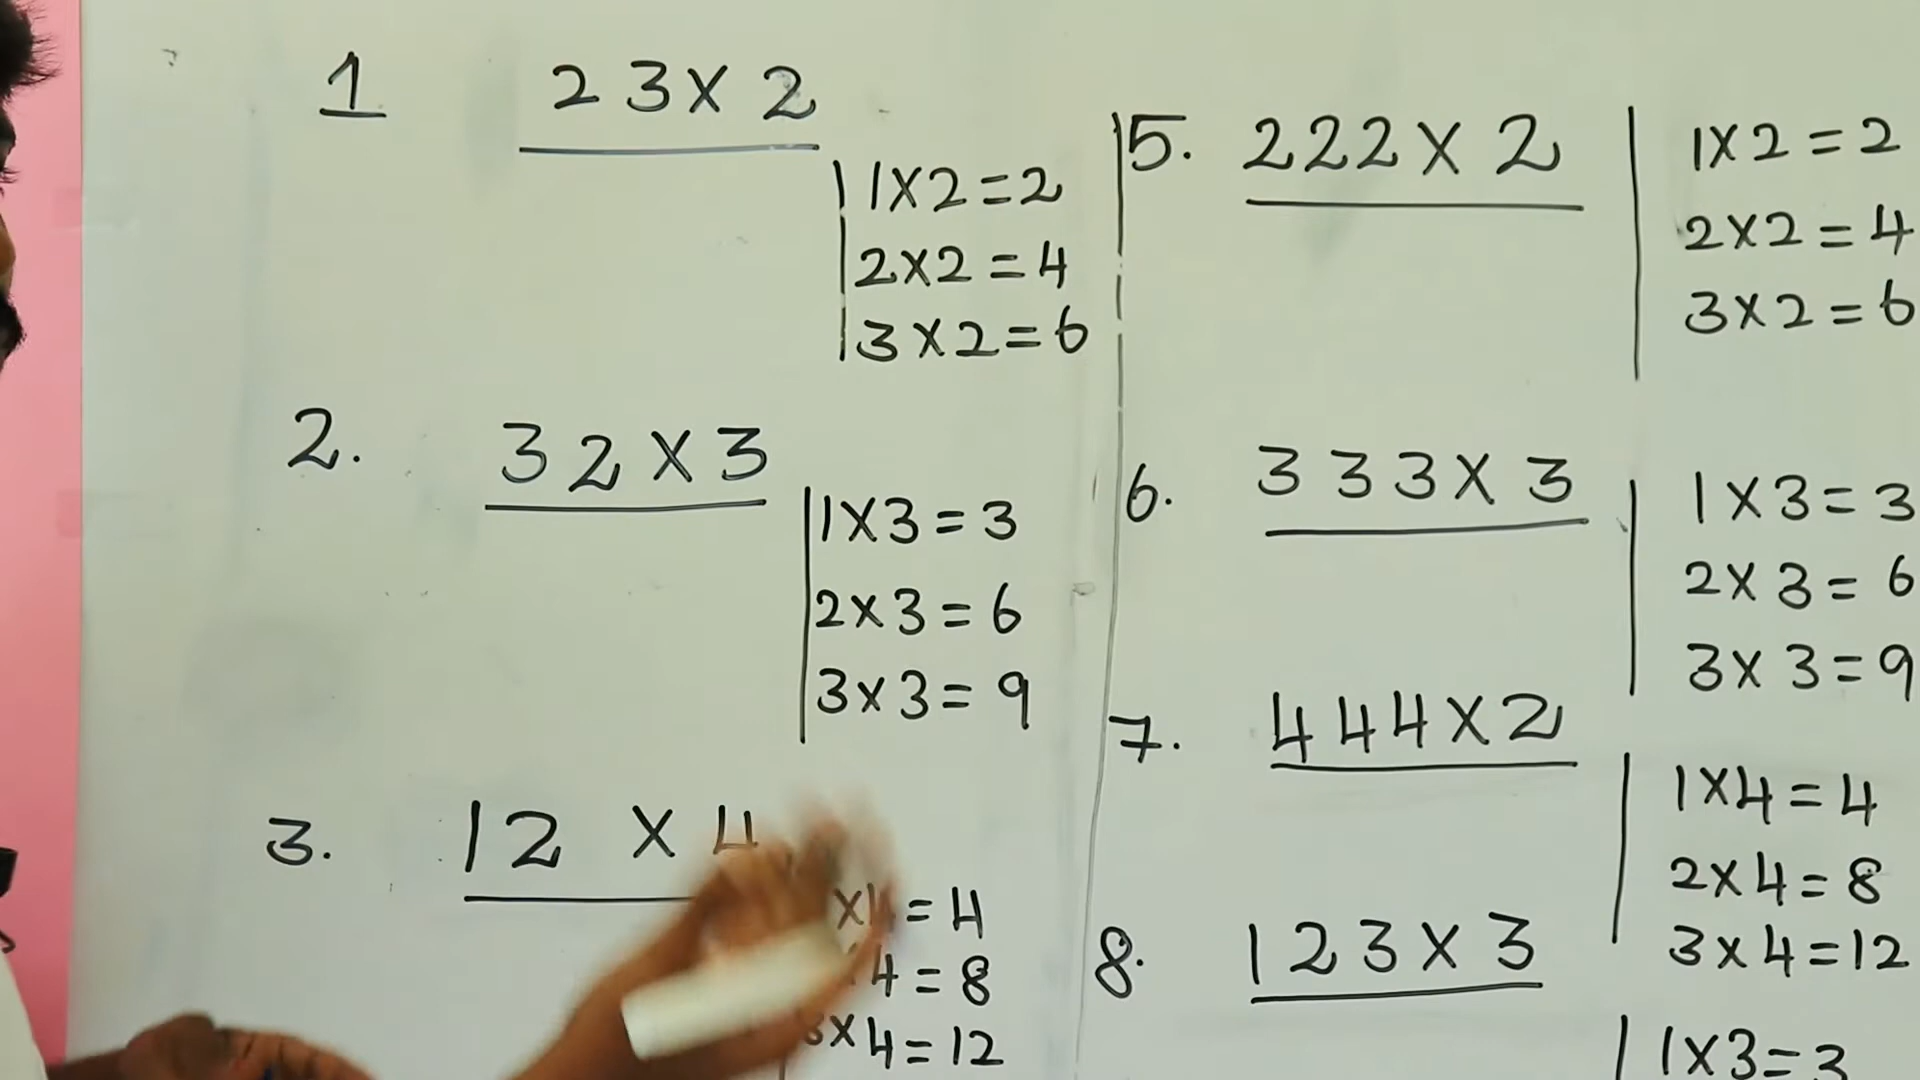 1 23 X 2
1X2=2
2X2=4
3X2=6
2. 32 X 3
1X3=3
2X3=6
3X3=9
3. 12 X 4
X4=4
4=8
3X4=12
5. 222 X 2
1X2=2
2X2=4
3X2=6
6. 333 X 3
1X3=3
2X3=6
3X3=9
7. 444X2
1X4=4
2X4=8
3X4=12
8. 123X3
1X3=3